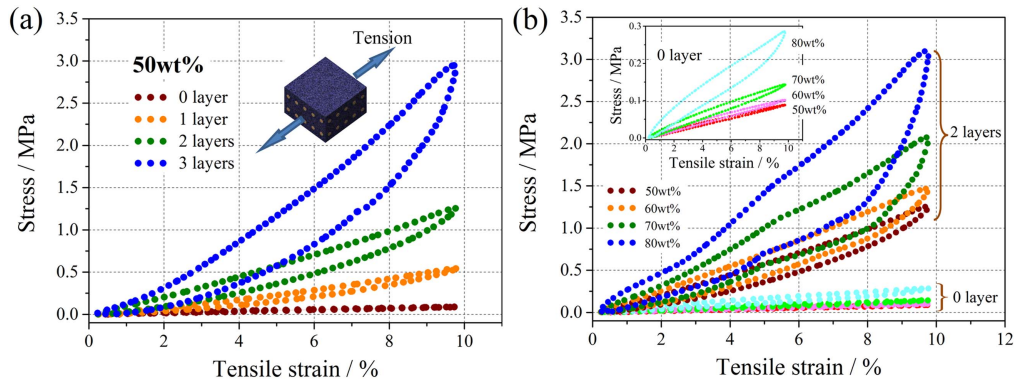 (a)
3.5
3.0
2.5
2.0
1.5
1.0
0.5
0.0
Stress / MPa
50wt%
0 layer
1 layer
2 layers
3 layers
Tension
0 2 4 6 8 10
Tensile strain / %
(b)
3.5
3.0
2.5
2.0
1.5
1.0
0.5
0.0
Stress / MPa
0.3
0.2
0.1
0.0
Stress / MPa
0 layer
80wt%
70wt%
60wt%
50wt%
0 2 4 6 8 10
Tensile strain / %
50wt%
60wt%
70wt%
80wt%
2 layers
0 layer
0 2 4 6 8 10 12
Tensile strain / %